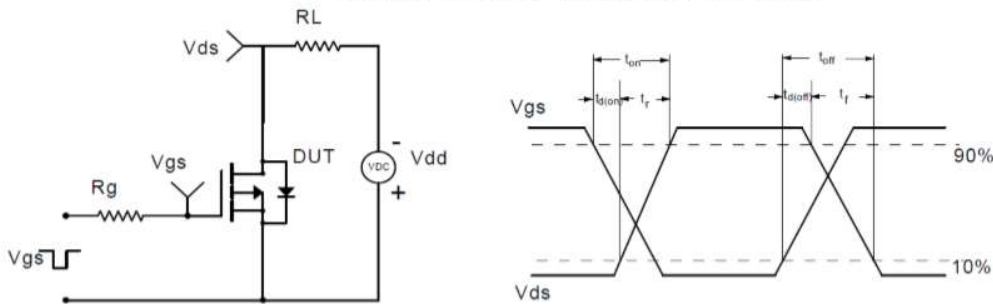 RL
Vds
Vgs
DUT
VDC
-
Vdd
+
Rg
Vgs
ton
toff
td(on)
tr
td(off)
tf
Vgs
90%
10%
Vds